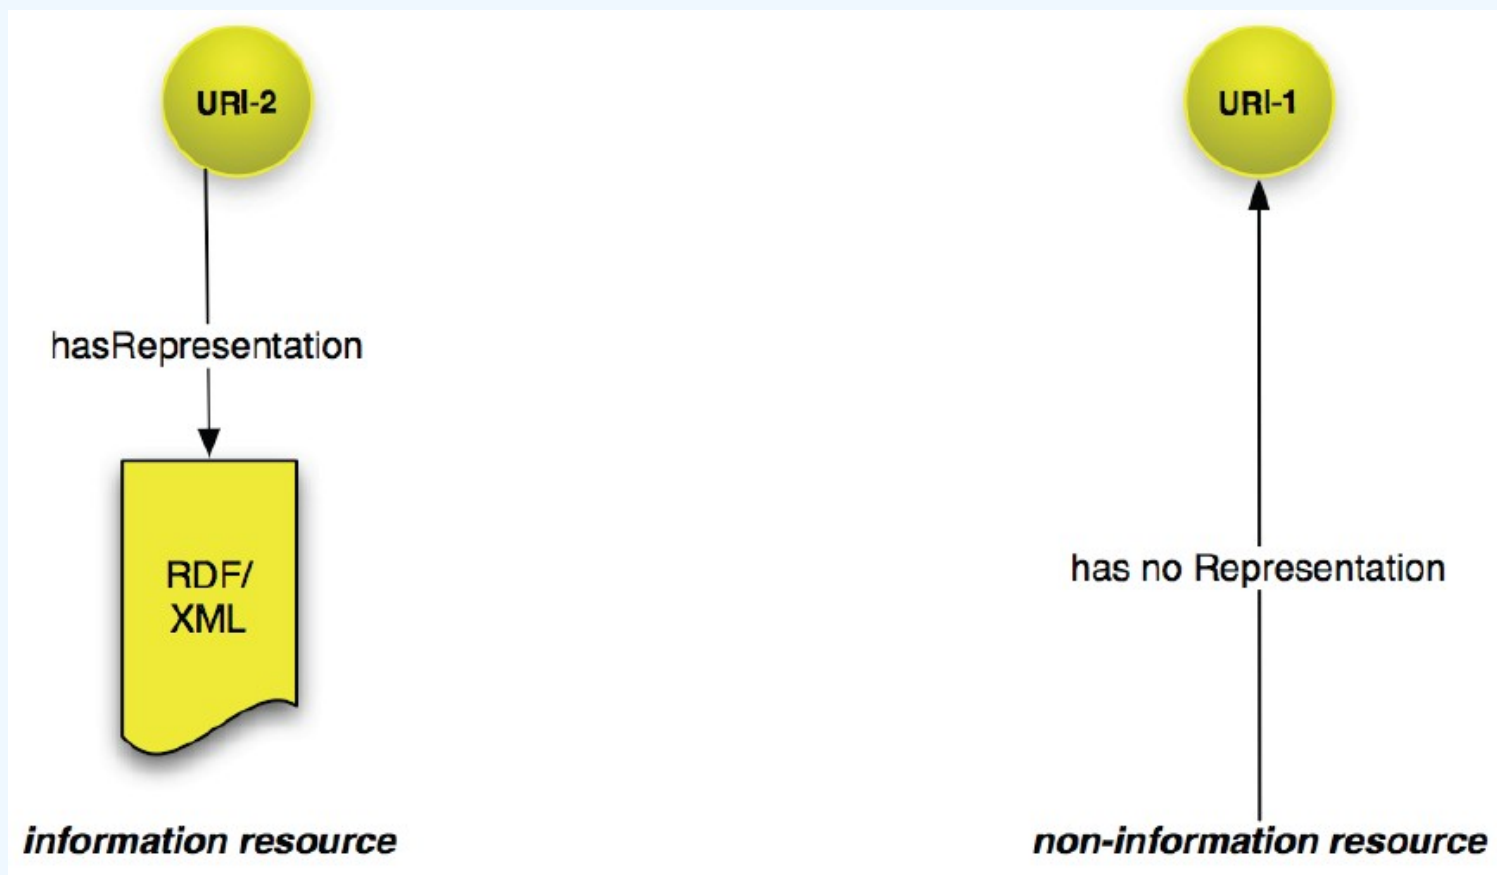 URI-2
URI-1
hasRepresentation
has no Representation
RDF/
XML
information resource
non-information resource